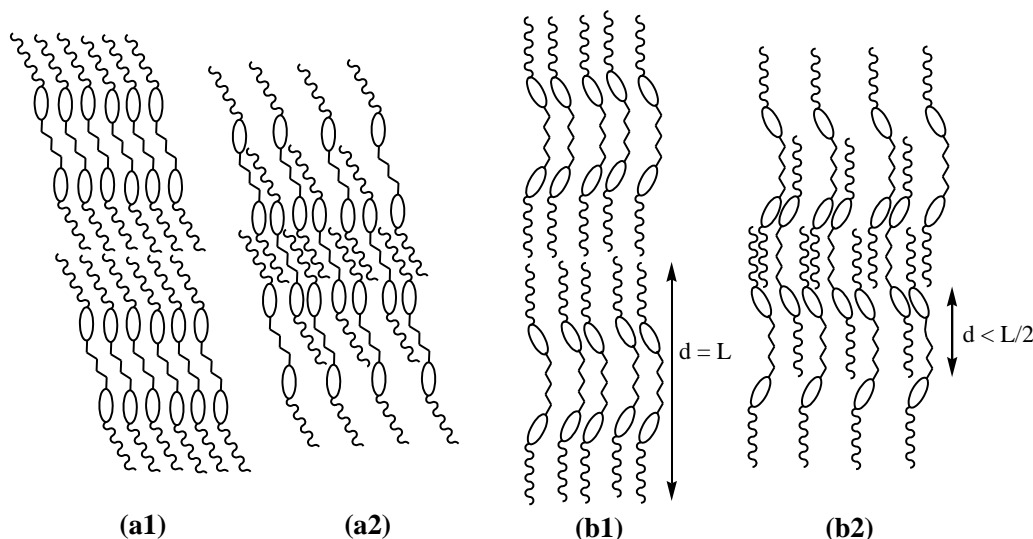 d = L
d < L/2
(a1)
(a2)
(b1)
(b2)